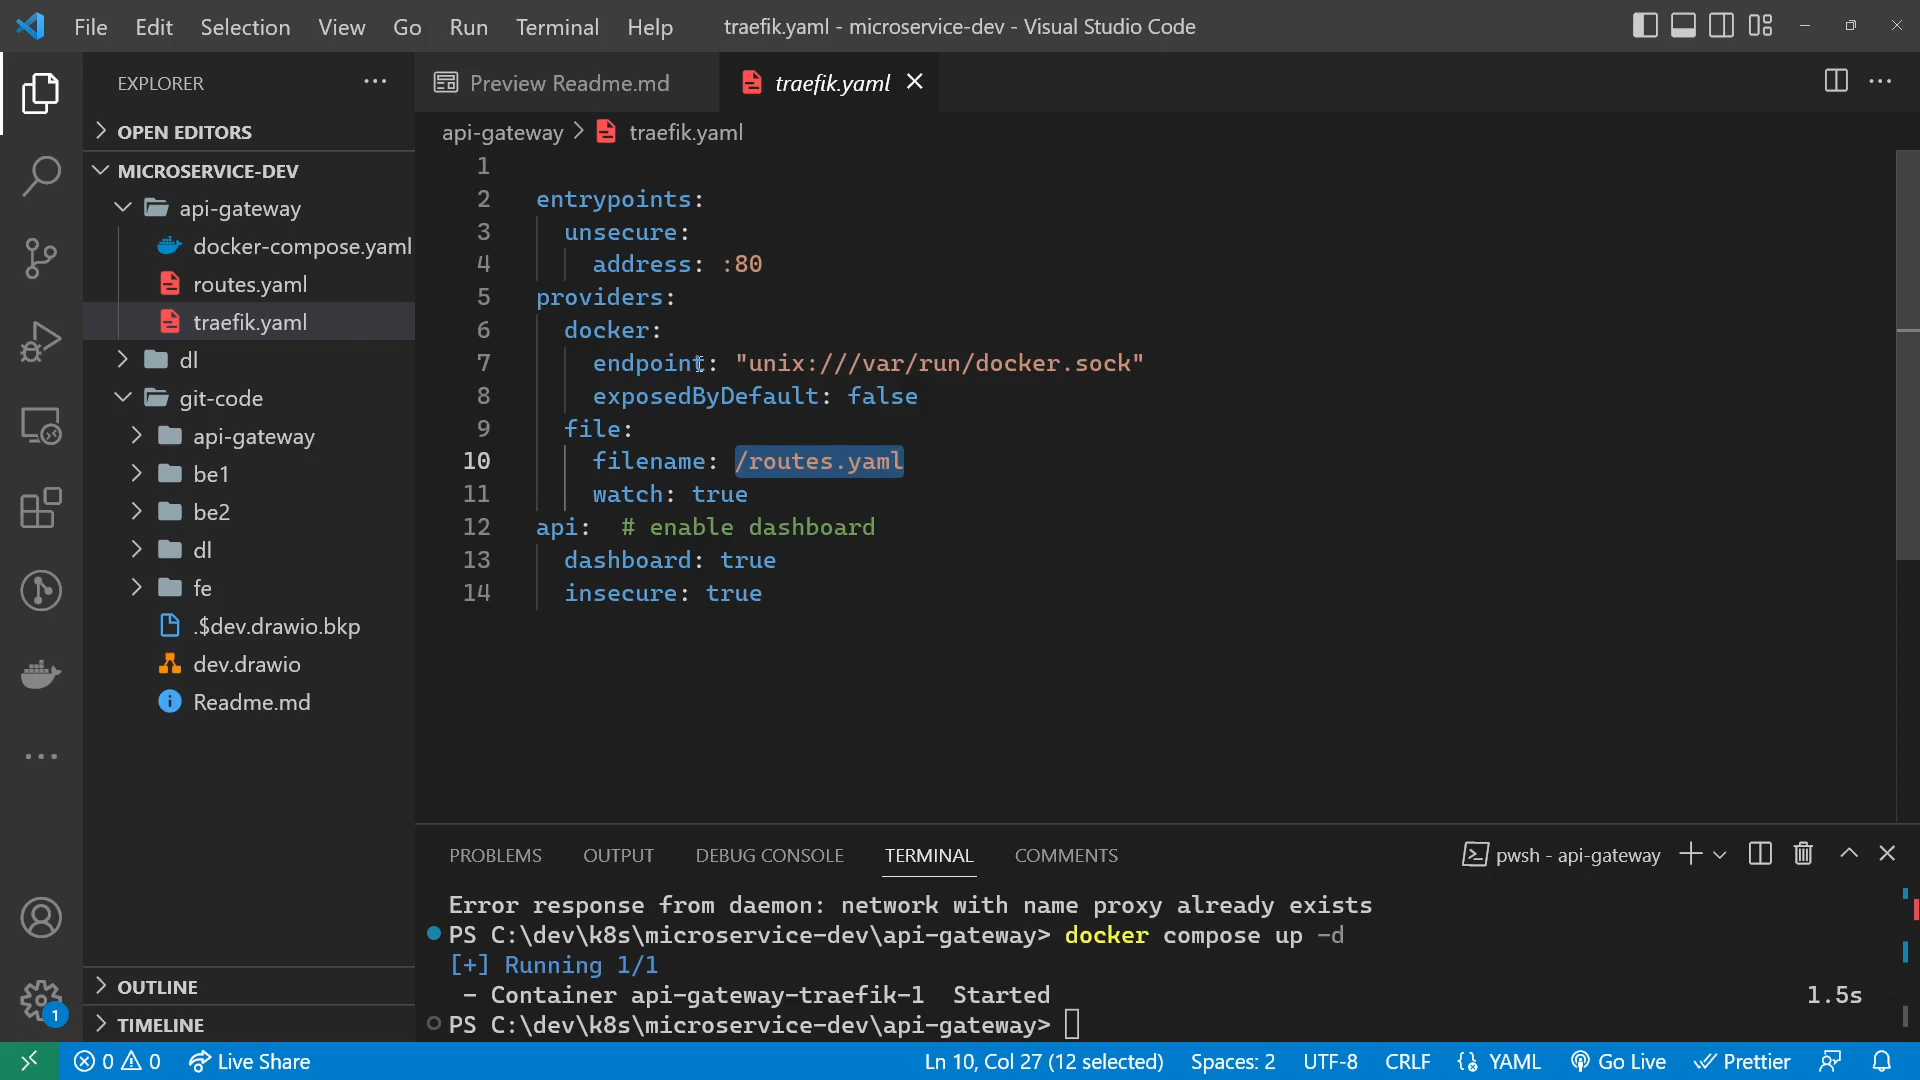 File Edit Selection View Go Run Terminal Help traefik.yaml - microservice-dev - Visual Studio Code
EXPLORER
OPEN EDITORS
MICROSERVICE-DEV
api-gateway
docker-compose.yaml
routes.yaml
traefik.yaml
dl
git-code
api-gateway
be1
be2
dl
fe
.$dev.drawio.bkp
dev.drawio
Readme.md
OUTLINE
TIMELINE
1
Preview Readme.md traefik.yaml
api-gateway > traefik.yaml
1
2 entrypoints:
3 unsecure:
4 address: :80
5 providers:
6 docker:
7 endpoint: "unix:///var/run/docker.sock"
8 exposedByDefault: false
9 file:
10 filename: /routes.yaml
11 watch: true
12 api: # enable dashboard
13 dashboard: true
14 insecure: true
PROBLEMS OUTPUT DEBUG CONSOLE TERMINAL COMMENTS pwsh - api-gateway
Error response from daemon: network with name proxy already exists
PS C:\dev\k8s\microservice-dev\api-gateway> docker compose up -d
[+] Running 1/1
- Container api-gateway-traefik-1 Started 1.5s
PS C:\dev\k8s\microservice-dev\api-gateway>
0 0 Live Share Ln 10, Col 27 (12 selected) Spaces: 2 UTF-8 CRLF YAML Go Live Prettier